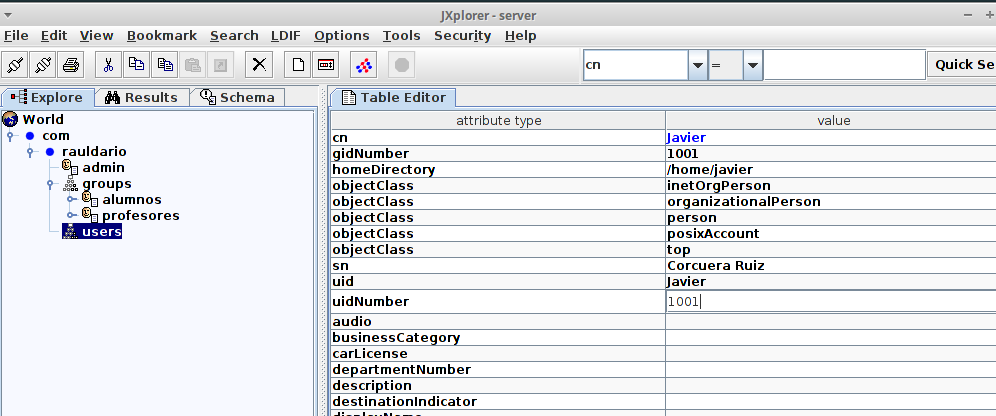 JXplorer - server
File Edit View Bookmark Search LDIF Options Tools Security Help
cn = Quick Se
Explore Results Schema
World
com
rauldario
admin
groups
alumnos
profesores
users
Table Editor
attribute type value
cn Javier
gidNumber 1001
homeDirectory /home/javier
objectClass inetOrgPerson
objectClass organizationalPerson
objectClass person
objectClass posixAccount
objectClass top
sn Corcuera Ruiz
uid Javier
uidNumber 1001
audio
businessCategory
carLicense
departmentNumber
description
destinationIndicator